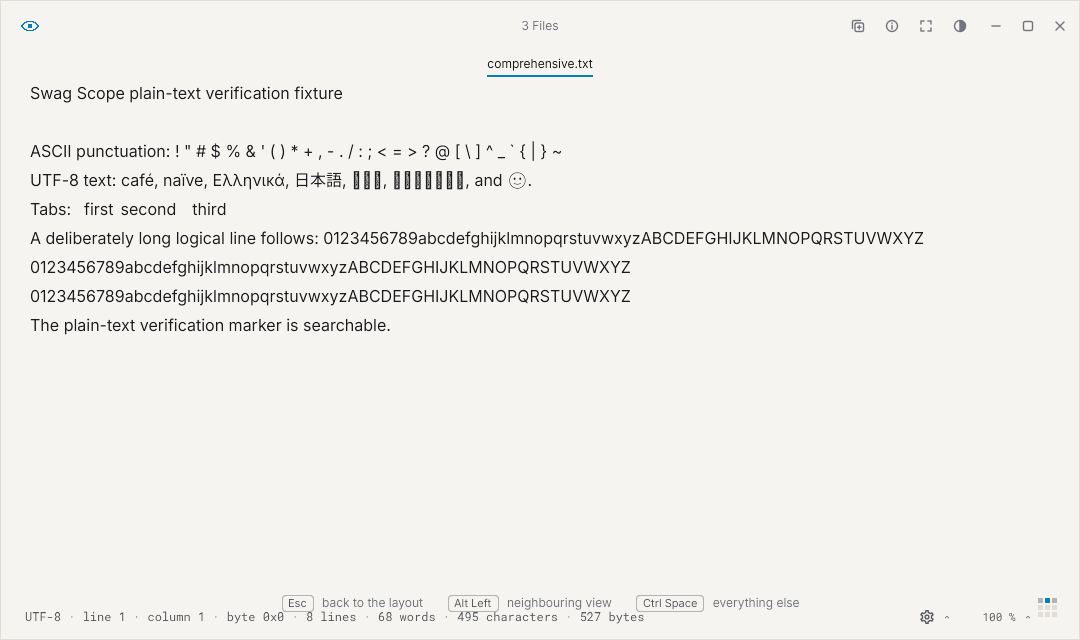 3 Files
comprehensive.txt
Swag Scope plain-text verification fixture
ASCII punctuation: ! " # $ % & ' ( ) * + , - . / : ; < = > ? @ [ \ ] ^ _ ` { | } ~
UTF-8 text: café, naïve, Ελληνικά, 日本語, , , and 🙂.
Tabs: first second third
A deliberately long logical line follows: 0123456789abcdefghijklmnopqrstuvwxyzABCDEFGHIJKLMNOPQRSTUVWXYZ
0123456789abcdefghijklmnopqrstuvwxyzABCDEFGHIJKLMNOPQRSTUVWXYZ
0123456789abcdefghijklmnopqrstuvwxyzABCDEFGHIJKLMNOPQRSTUVWXYZ
The plain-text verification marker is searchable.
Esc back to the layout Alt Left neighbouring view Ctrl Space everything else
UTF-8 · line 1 · column 1 · byte 0x0 · 8 lines · 68 words · 495 characters · 527 bytes 100 %